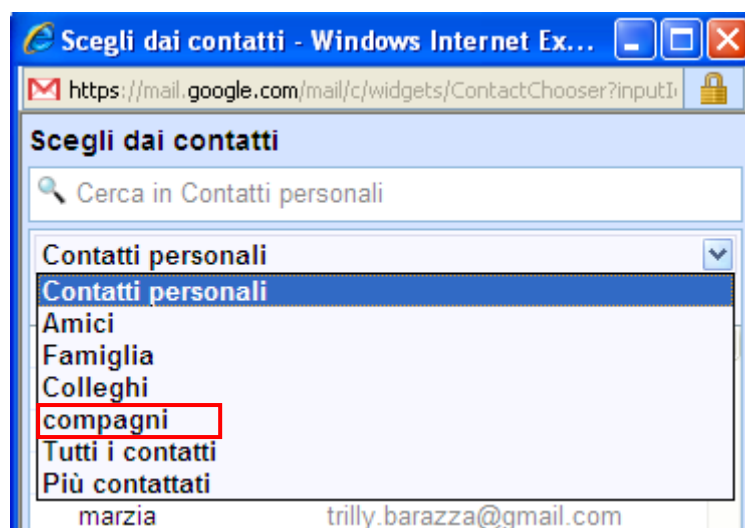 Scegli dai contatti - Windows Internet Ex...
https://mail.google.com/mail/c/widgets/ContactChooser?inputI
Scegli dai contatti
Cerca in Contatti personali
Contatti personali
Contatti personali
Amici
Famiglia
Colleghi
compagni
Tutti i contatti
Più contattati
marzia trilly.barazza@gmail.com